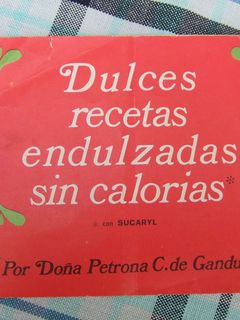 Dulces
recetas
endulzadas
sin calorias*
* con SUCARYL
Por Doña Petrona C. de Gandu